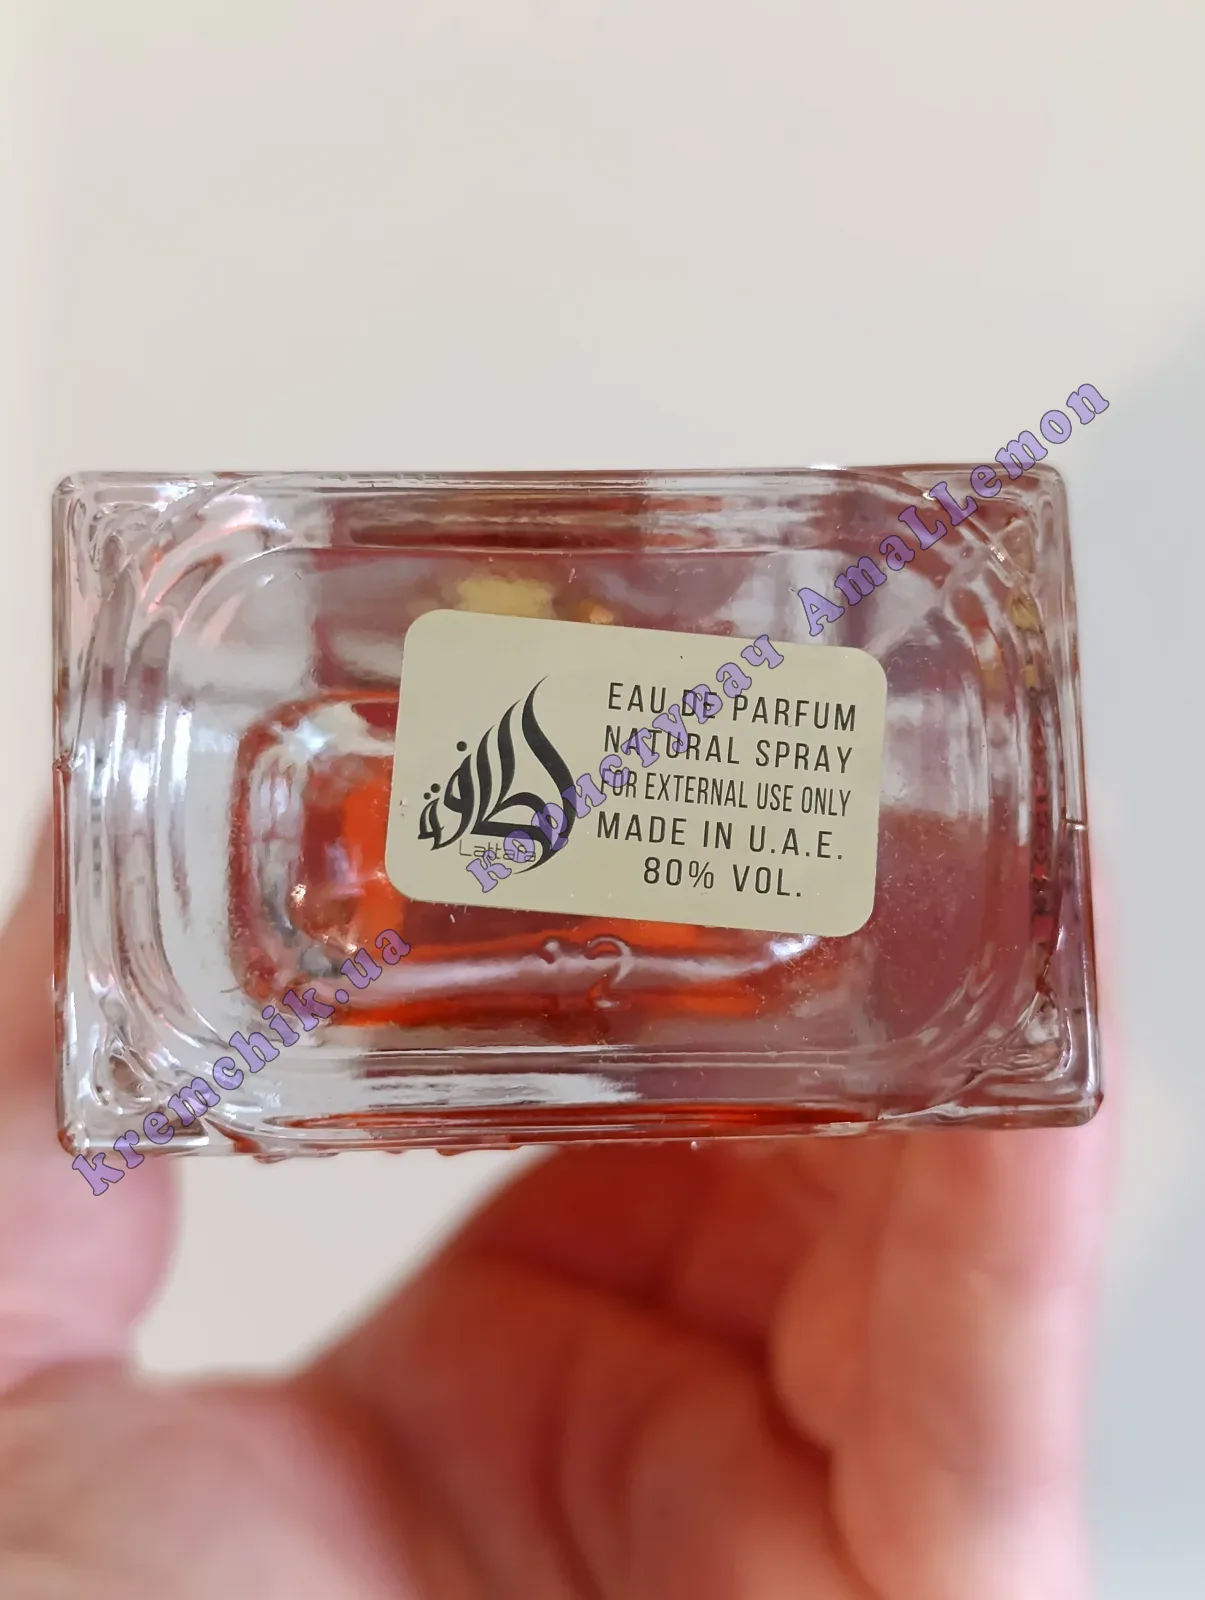 EAU DE PARFUM
NATURAL SPRAY
FOR EXTERNAL USE ONLY
MADE IN U.A.E.
80% VOL.
لطافة
Lattafa
kremchik.ua користувач AmaLLemon